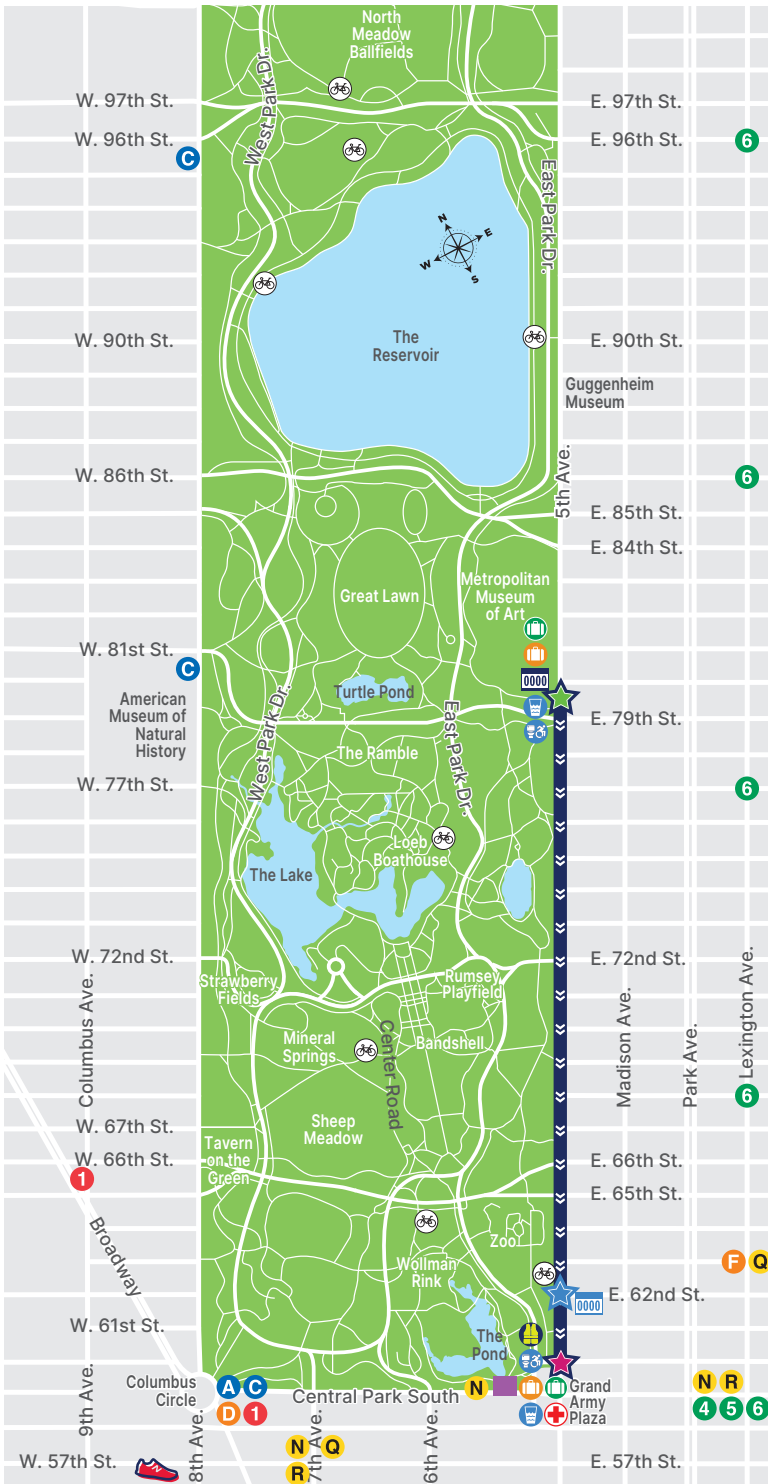 North
Meadow
Ballfields
West Park Dr.
W. 97th St.
E. 97th St.
W. 96th St.
E. 96th St.
6
C
East Park Dr.
N
E
W
S
The
Reservoir
W. 90th St.
E. 90th St.
Guggenheim
Museum
5th Ave.
W. 86th St.
6
E. 85th St.
E. 84th St.
Great Lawn
Metropolitan
Museum
of Art
W. 81st St.
C
0000
American
Museum of
Natural
History
Turtle Pond
E. 79th St.
West Park Dr.
East Park Dr.
The Ramble
W. 77th St.
6
Loeb
Boathouse
The Lake
W. 72nd St.
E. 72nd St.
Strawberry
Fields
Rumsey
Playfield
Columbus Ave.
Madison Ave.
Park Ave.
Lexington Ave.
Mineral
Springs
Center Road
Bandshell
6
Sheep
Meadow
W. 67th St.
W. 66th St.
E. 66th St.
Tavern
on the
Green
1
E. 65th St.
Broadway
Zoo
F Q
Wollman
Rink
0000
E. 62nd St.
W. 61st St.
The
Pond
Columbus
Circle
A C
D 1
Central Park South
N
Grand
Army
Plaza
N R
4 5 6
9th Ave.
8th Ave.
7th Ave.
6th Ave.
N Q
R
W. 57th St.
E. 57th St.